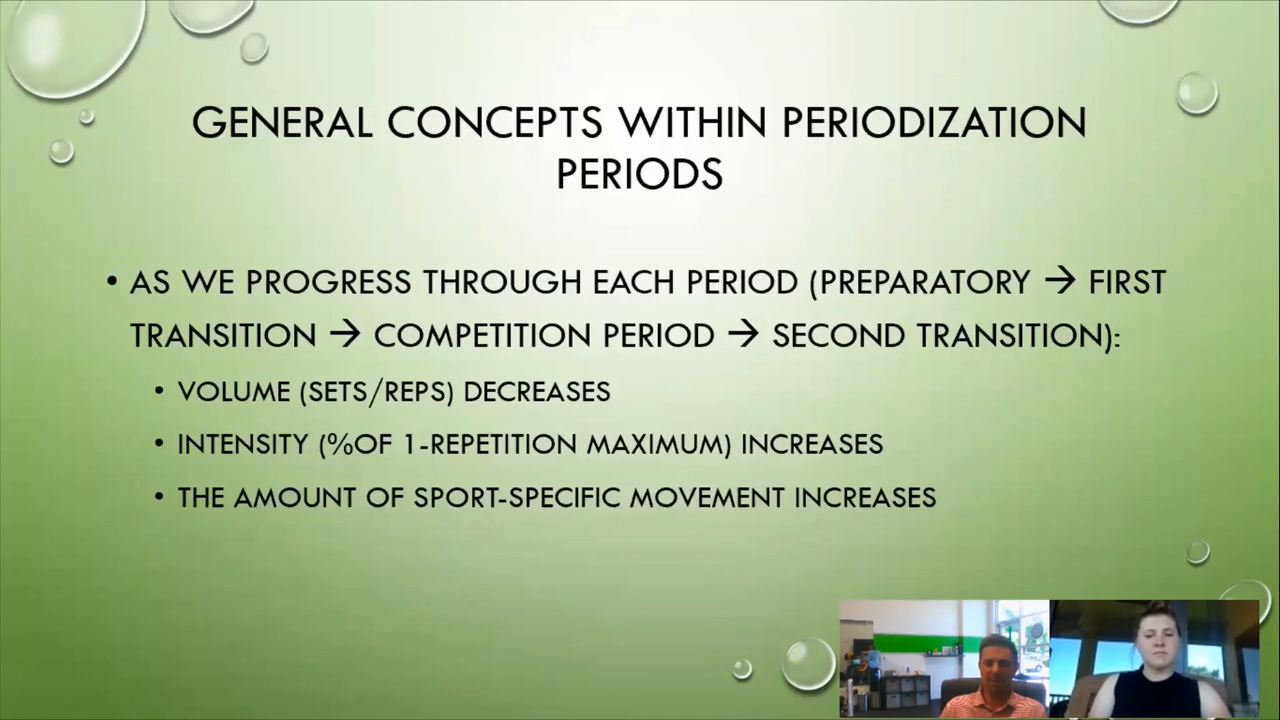 GENERAL CONCEPTS WITHIN PERIODIZATION
PERIODS
• AS WE PROGRESS THROUGH EACH PERIOD (PREPARATORY → FIRST
TRANSITION → COMPETITION PERIOD → SECOND TRANSITION):
• VOLUME (SETS/REPS) DECREASES
• INTENSITY (%OF 1-REPETITION MAXIMUM) INCREASES
• THE AMOUNT OF SPORT-SPECIFIC MOVEMENT INCREASES